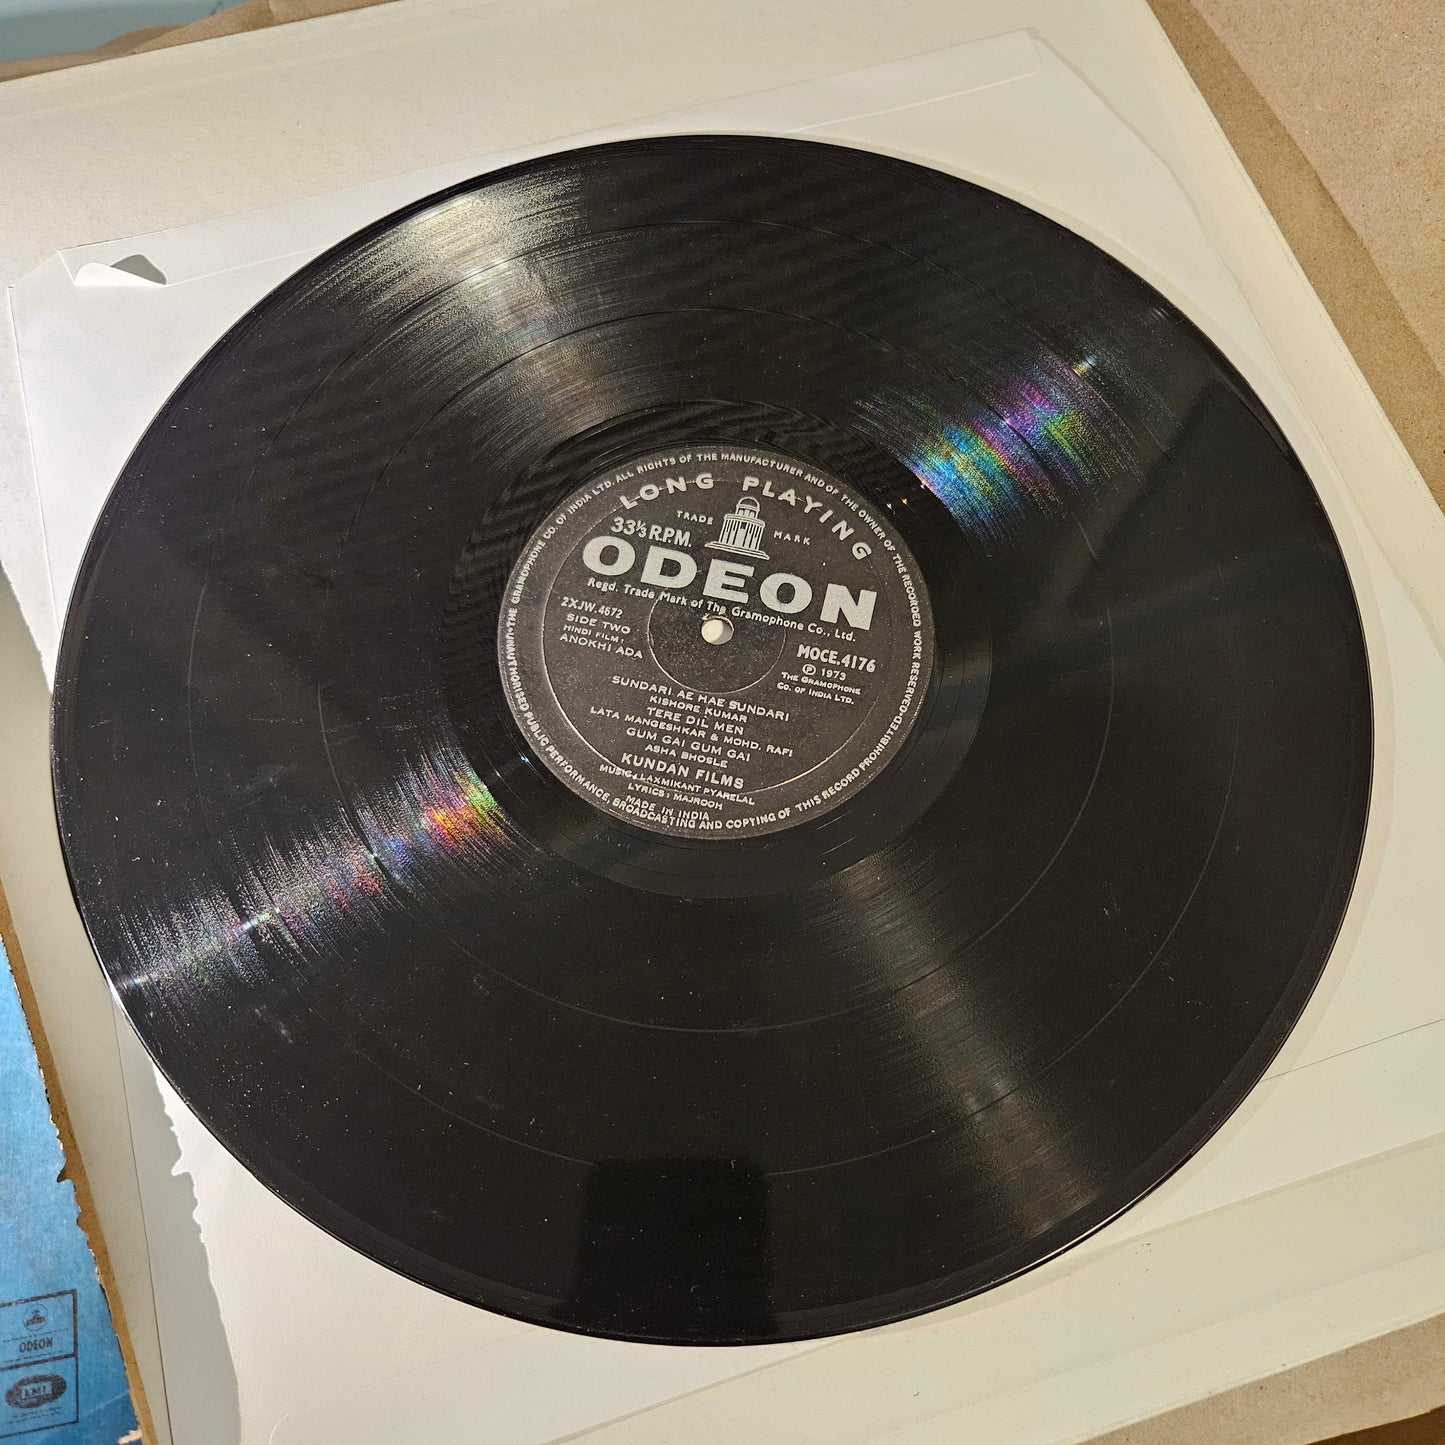 THE GRAMOPHONE CO. OF INDIA LTD. ALL RIGHTS OF THE MANUFACTURER AND OF THE OWNER OF THE RECORDED WORK RESERVED·UNAUTHORISED PUBLIC PERFORMANCE, BROADCASTING AND COPYING OF THIS RECORD PROHIBITED·
LONG PLAYING
TRADE MARK
33⅓ R.P.M.
ODEON
Regd. Trade Mark of The Gramophone Co., Ltd.
2XJW.4672
SIDE TWO
HINDI FILM:
ANOKHI ADA
MOCE.4176
Ⓟ 1973
THE GRAMOPHONE
CO. OF INDIA LTD.
SUNDARI AE HAE SUNDARI
KISHORE KUMAR
TERE DIL MEN
LATA MANGESHKAR & MOHD. RAFI
GUM GAI GUM GAI
ASHA BHOSLE
KUNDAN FILMS
MUSIC: LAXMIKANT PYARELAL
LYRICS: MAJROOH
MADE IN INDIA
ODEON
EMI